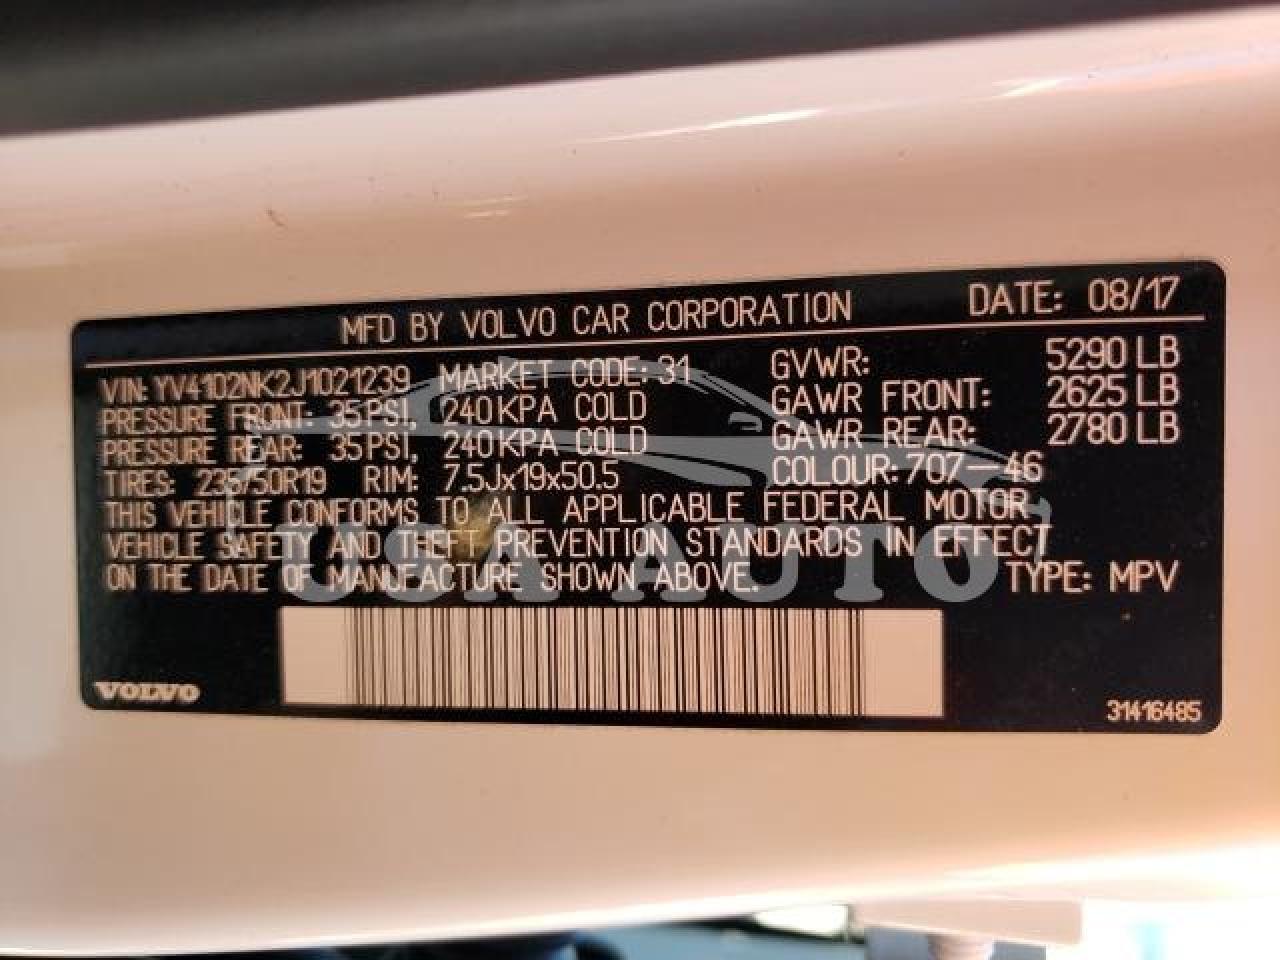 MFD BY VOLVO CAR CORPORATION DATE: 08/17
VIN: YV4102NK2J1021239 MARKET CODE: 31 GVWR: 5290 LB
PRESSURE FRONT: 35 PSI, 240 KPA COLD GAWR FRONT: 2625 LB
PRESSURE REAR: 35 PSI, 240 KPA COLD GAWR REAR: 2780 LB
TIRES: 235/50R19 RIM: 7.5Jx19x50.5 COLOUR: 707-46
THIS VEHICLE CONFORMS TO ALL APPLICABLE FEDERAL MOTOR
VEHICLE SAFETY AND THEFT PREVENTION STANDARDS IN EFFECT
ON THE DATE OF MANUFACTURE SHOWN ABOVE. TYPE: MPV
USA AUTO
VOLVO 31416485